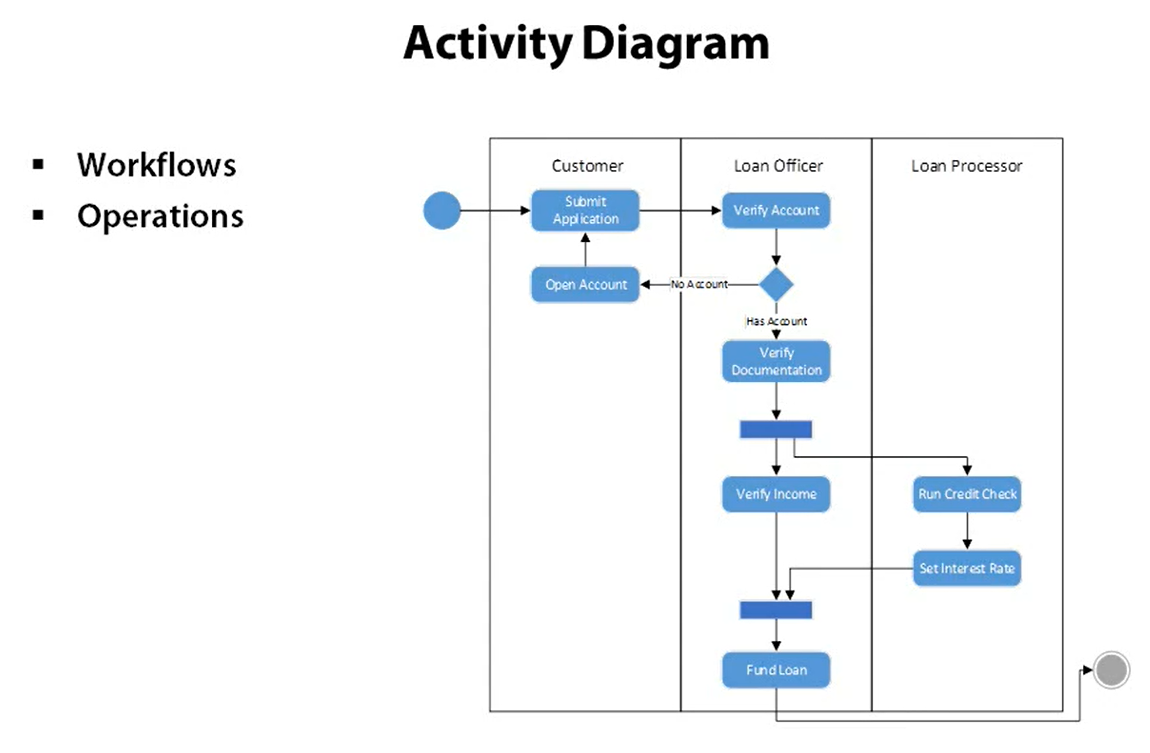 Activity Diagram
▪ Workflows
▪ Operations
Customer
Loan Officer
Loan Processor
Submit
Application
Verify Account
Open Account
No Account
Has Account
Verify
Documentation
Verify Income
Run Credit Check
Set Interest Rate
Fund Loan